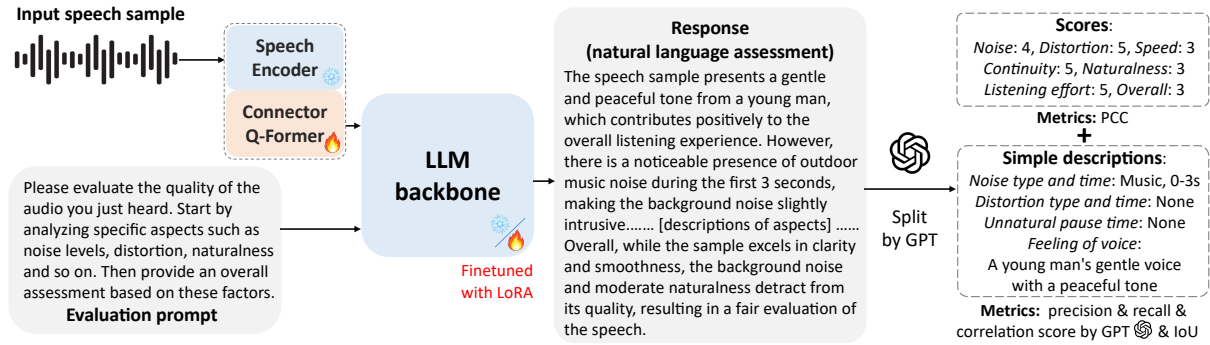 Input speech sample
Speech
Encoder
Connector
Q-Former
Please evaluate the quality of the
audio you just heard. Start by
analyzing specific aspects such as
noise levels, distortion, naturalness
and so on. Then provide an overall
assessment based on these factors.
Evaluation prompt
LLM
backbone
Finetuned
with LoRA
Response
(natural language assessment)
The speech sample presents a gentle
and peaceful tone from a young man,
which contributes positively to the
overall listening experience. However,
there is a noticeable presence of outdoor
music noise during the first 3 seconds,
making the background noise slightly
intrusive....... [descriptions of aspects] ......
Overall, while the sample excels in clarity
and smoothness, the background noise
and moderate naturalness detract from
its quality, resulting in a fair evaluation of
the speech.
Split
by GPT
Scores:
Noise: 4, Distortion: 5, Speed: 3
Continuity: 5, Naturalness: 3
Listening effort: 5, Overall: 3
Metrics: PCC
+
Simple descriptions:
Noise type and time: Music, 0-3s
Distortion type and time: None
Unnatural pause time: None
Feeling of voice:
A young man's gentle voice
with a peaceful tone
Metrics: precision & recall &
correlation score by GPT & IoU